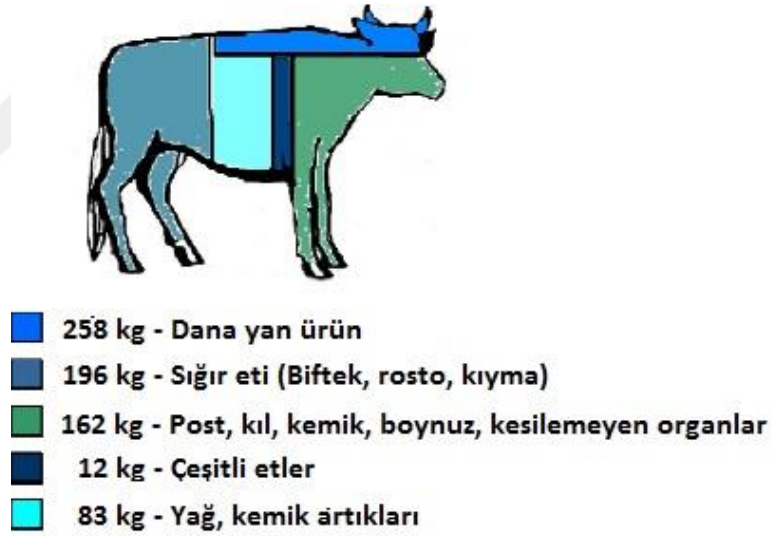 258 kg - Dana yan ürün
196 kg - Sığır eti (Biftek, rosto, kıyma)
162 kg - Post, kıl, kemik, boynuz, kesilemeyen organlar
12 kg - Çeşitli etler
83 kg - Yağ, kemik artıkları